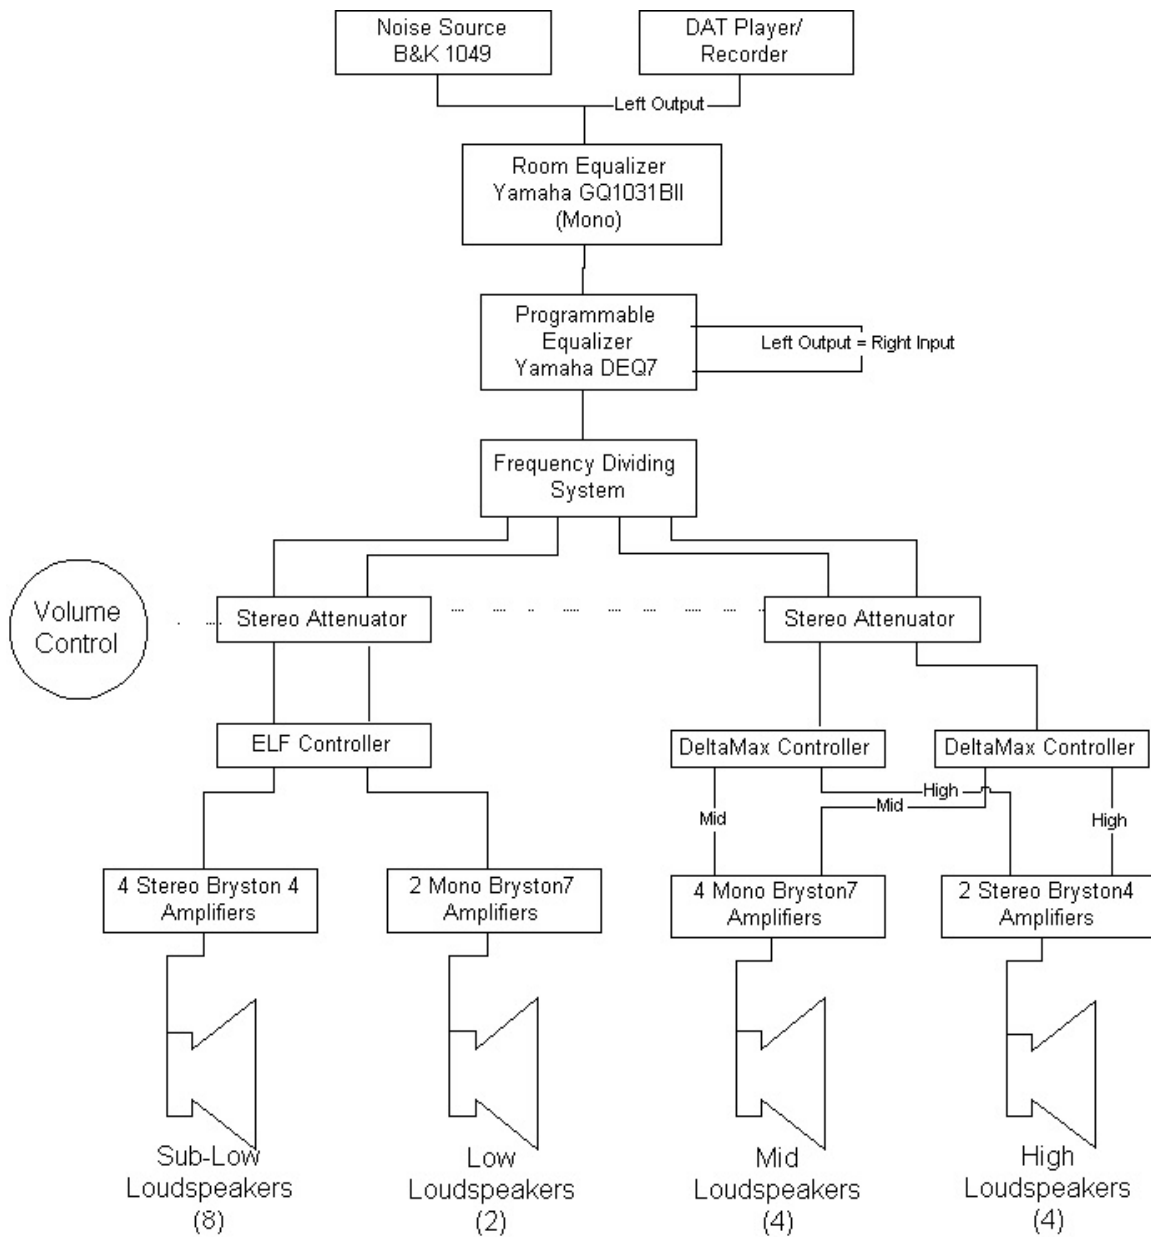 Noise Source
B&K 1049
DAT Player/
Recorder
Left Output
Room Equalizer
Yamaha GQ1031BII
(Mono)
Programmable
Equalizer
Yamaha DEQ7
Left Output = Right Input
Frequency Dividing
System
Volume
Control
Stereo Attenuator
Stereo Attenuator
ELF Controller
DeltaMax Controller
DeltaMax Controller
High
Mid
Mid
High
4 Stereo Bryston 4
Amplifiers
2 Mono Bryston7
Amplifiers
4 Mono Bryston7
Amplifiers
2 Stereo Bryston4
Amplifiers
Sub-Low
Loudspeakers
(8)
Low
Loudspeakers
(2)
Mid
Loudspeakers
(4)
High
Loudspeakers
(4)